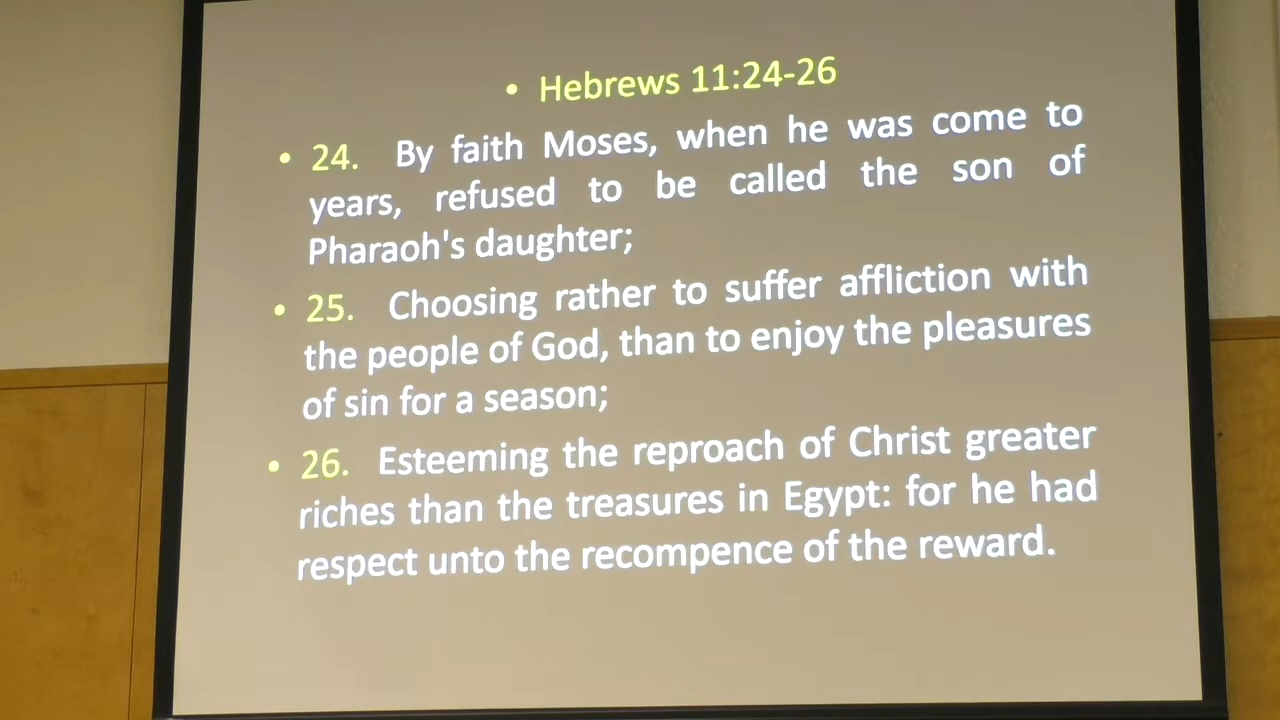 • Hebrews 11:24-26
• 24. By faith Moses, when he was come to
years, refused to be called the son of
Pharaoh's daughter;
• 25. Choosing rather to suffer affliction with
the people of God, than to enjoy the pleasures
of sin for a season;
• 26. Esteeming the reproach of Christ greater
riches than the treasures in Egypt: for he had
respect unto the recompence of the reward.